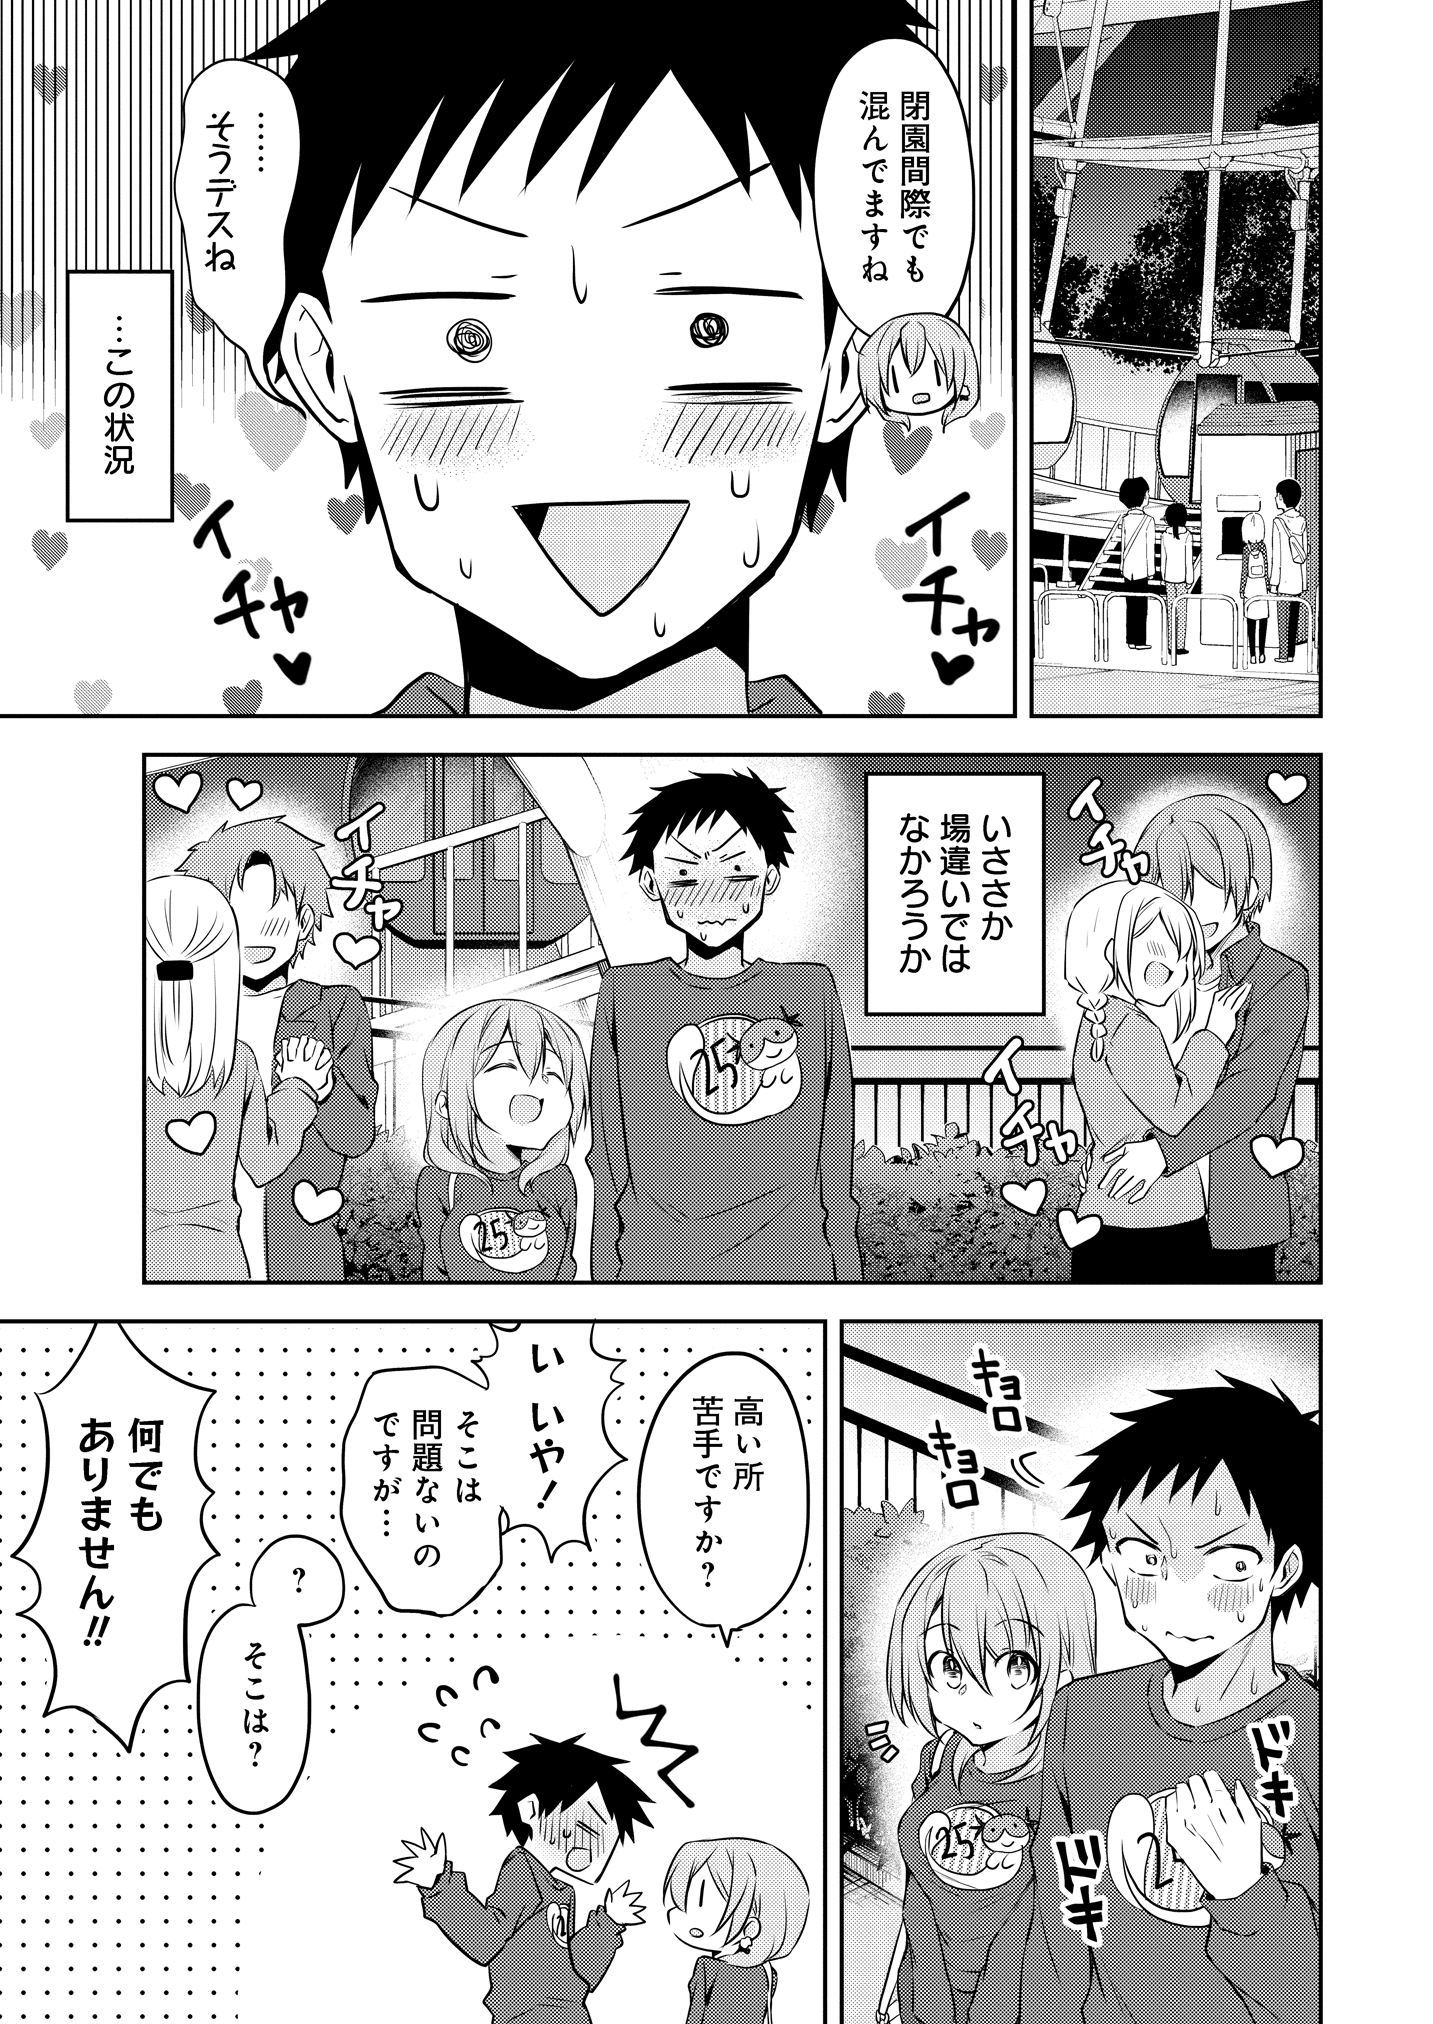 閉園間際でも
混んでますね
……
そうデスね
イチャ
イチャ
…この状況
いささか
場違いでは
なかろうか
イチャ
イチャ
イチャ
25
25
キョロ
キョロ
ドキ
ドキ
25
2
高い所
苦手ですか?
い いや!
そこは
問題ないの
ですが…
?
そこは?
何でも
ありません!!
2